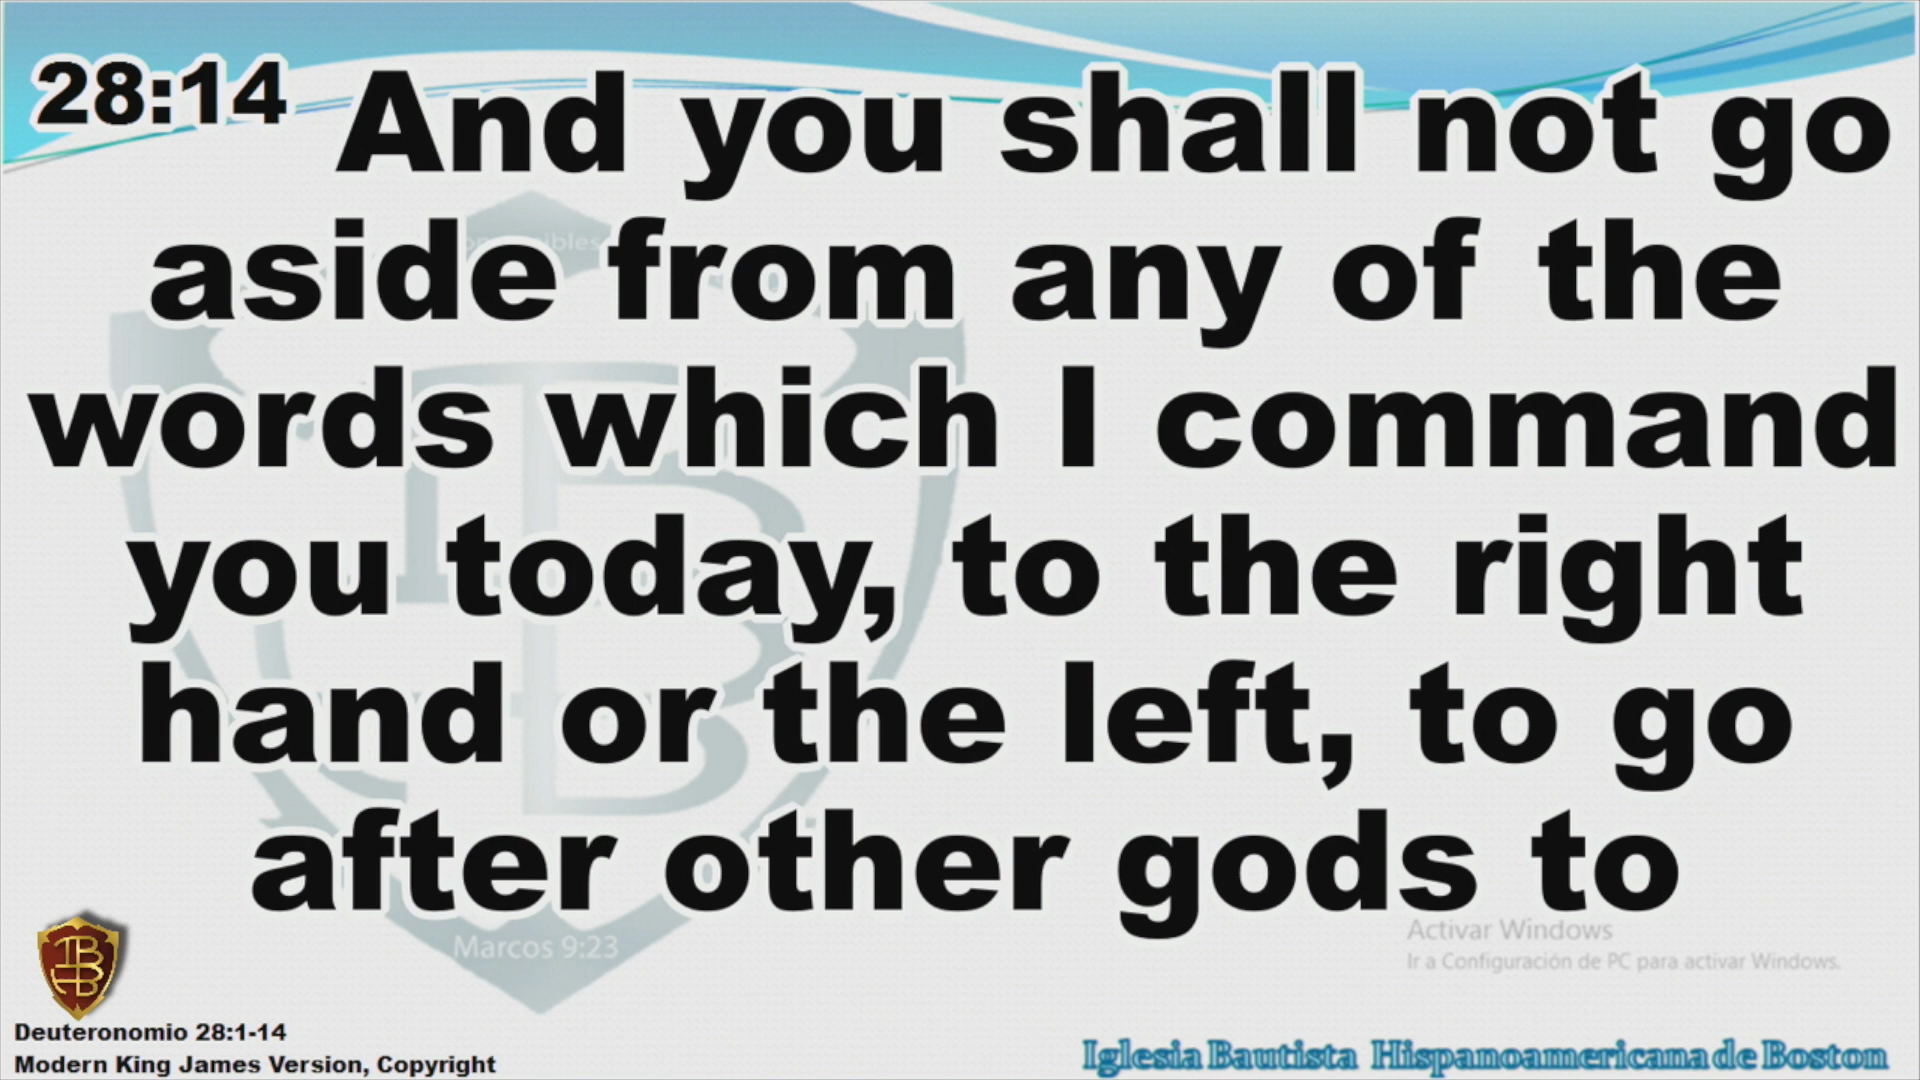 28:14 And you shall not go
aside from any of the
words which I command
you today, to the right
hand or the left, to go
after other gods to
Marcos 9:23
Activar Windows
Ir a Configuración de PC para activar Windows.
Deuteronomio 28:1-14
Modern King James Version, Copyright
Iglesia Bautista Hispanoamericana de Boston